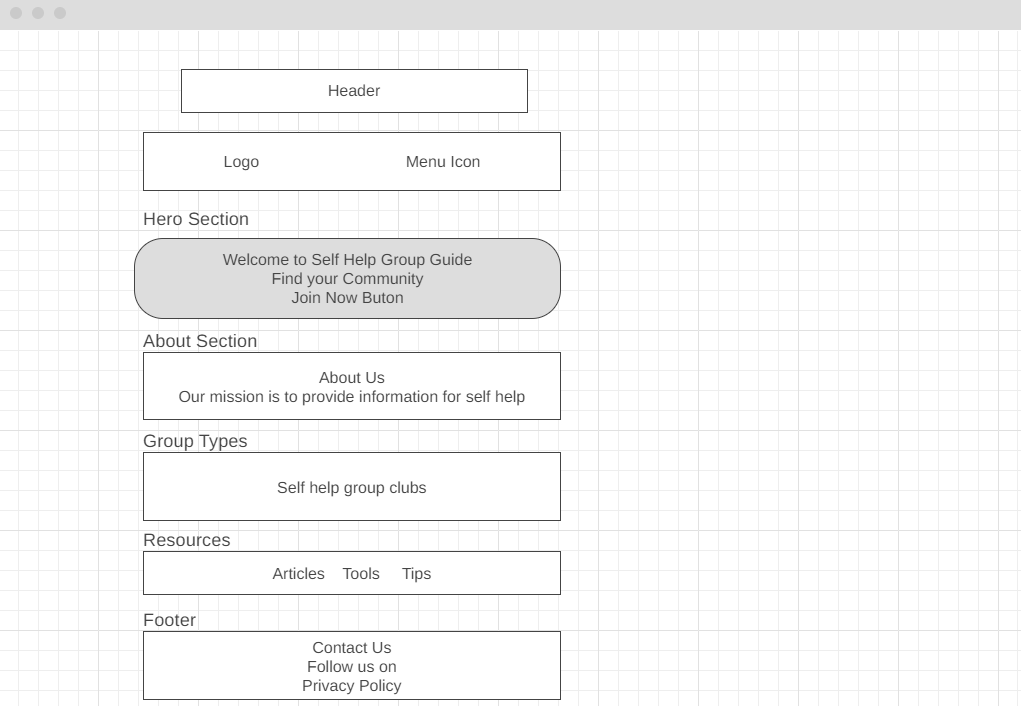 Header
Logo Menu Icon
Hero Section
Welcome to Self Help Group Guide
Find your Community
Join Now Buton
About Section
About Us
Our mission is to provide information for self help
Group Types
Self help group clubs
Resources
Articles Tools Tips
Footer
Contact Us
Follow us on
Privacy Policy